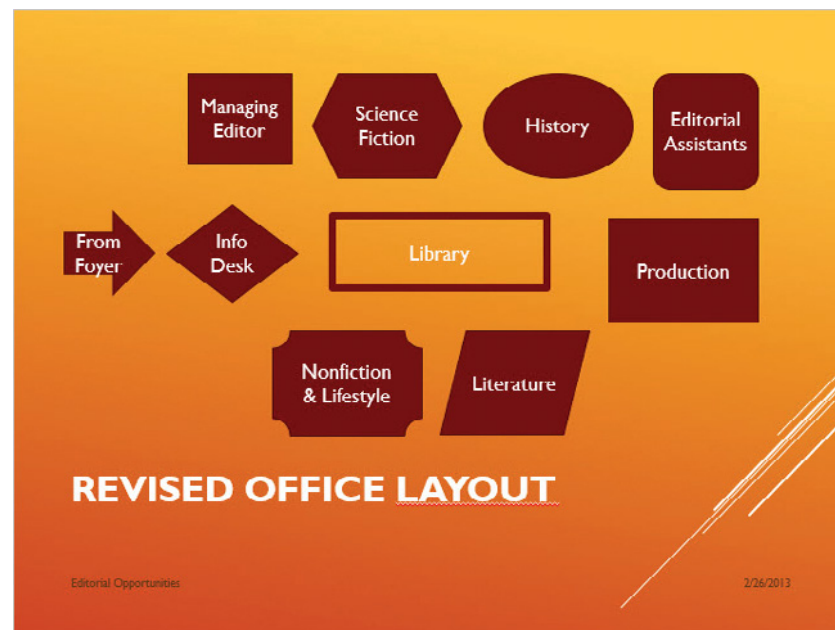 Managing
Editor
Science
Fiction
History
Editorial
Assistants
From
Foyer
Info
Desk
Library
Production
Nonfiction
& Lifestyle
Literature
REVISED OFFICE LAYOUT
Editorial Opportunities
2/26/2013